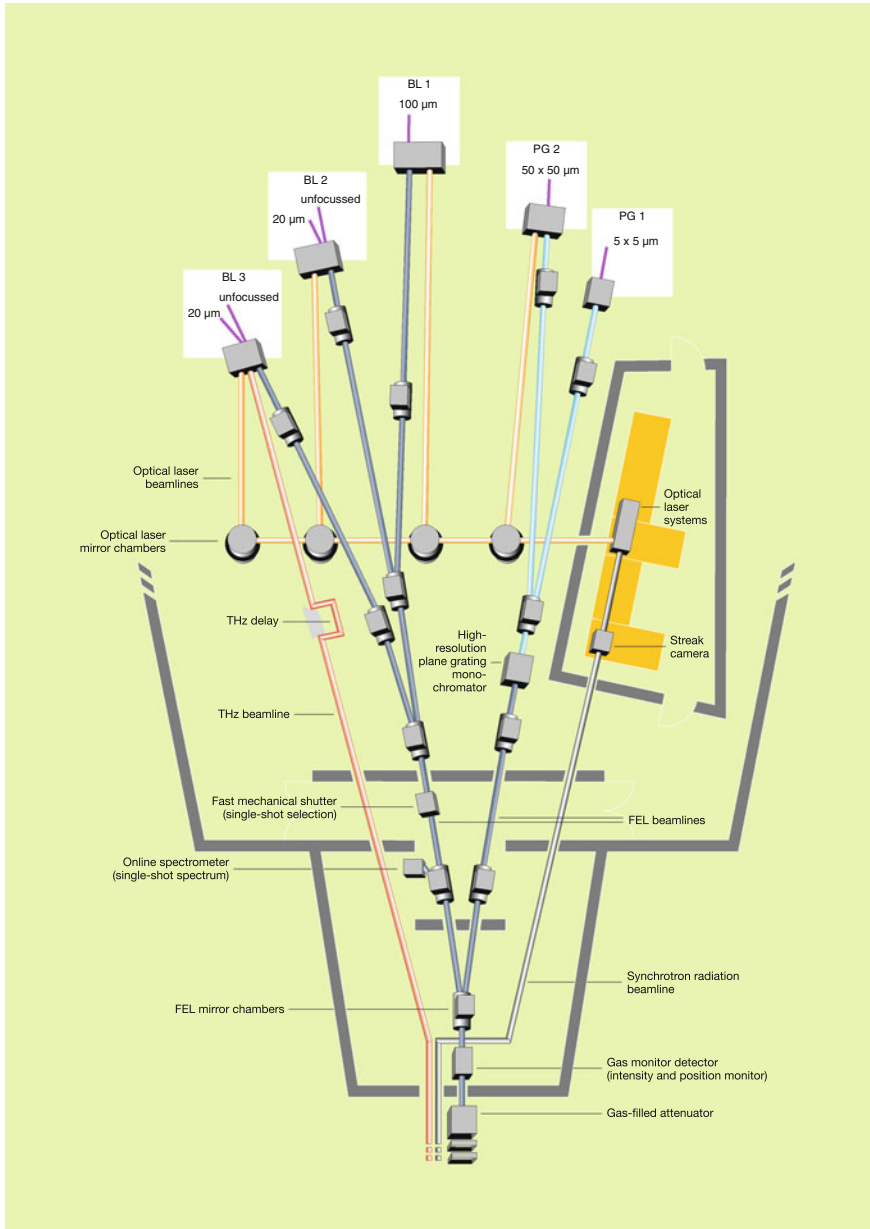 BL 1
100 µm
PG 2
50 x 50 µm
BL 2
unfocussed
20 µm
PG 1
5 x 5 µm
BL 3
unfocussed
20 µm
Optical laser
beamlines
Optical laser
systems
Optical laser
mirror chambers
THz delay
High-
resolution
plane grating
mono-
chromator
Streak
camera
THz beamline
Fast mechanical shutter
(single-shot selection)
FEL beamlines
Online spectrometer
(single-shot spectrum)
Synchrotron radiation
beamline
FEL mirror chambers
Gas monitor detector
(intensity and position monitor)
Gas-filled attenuator